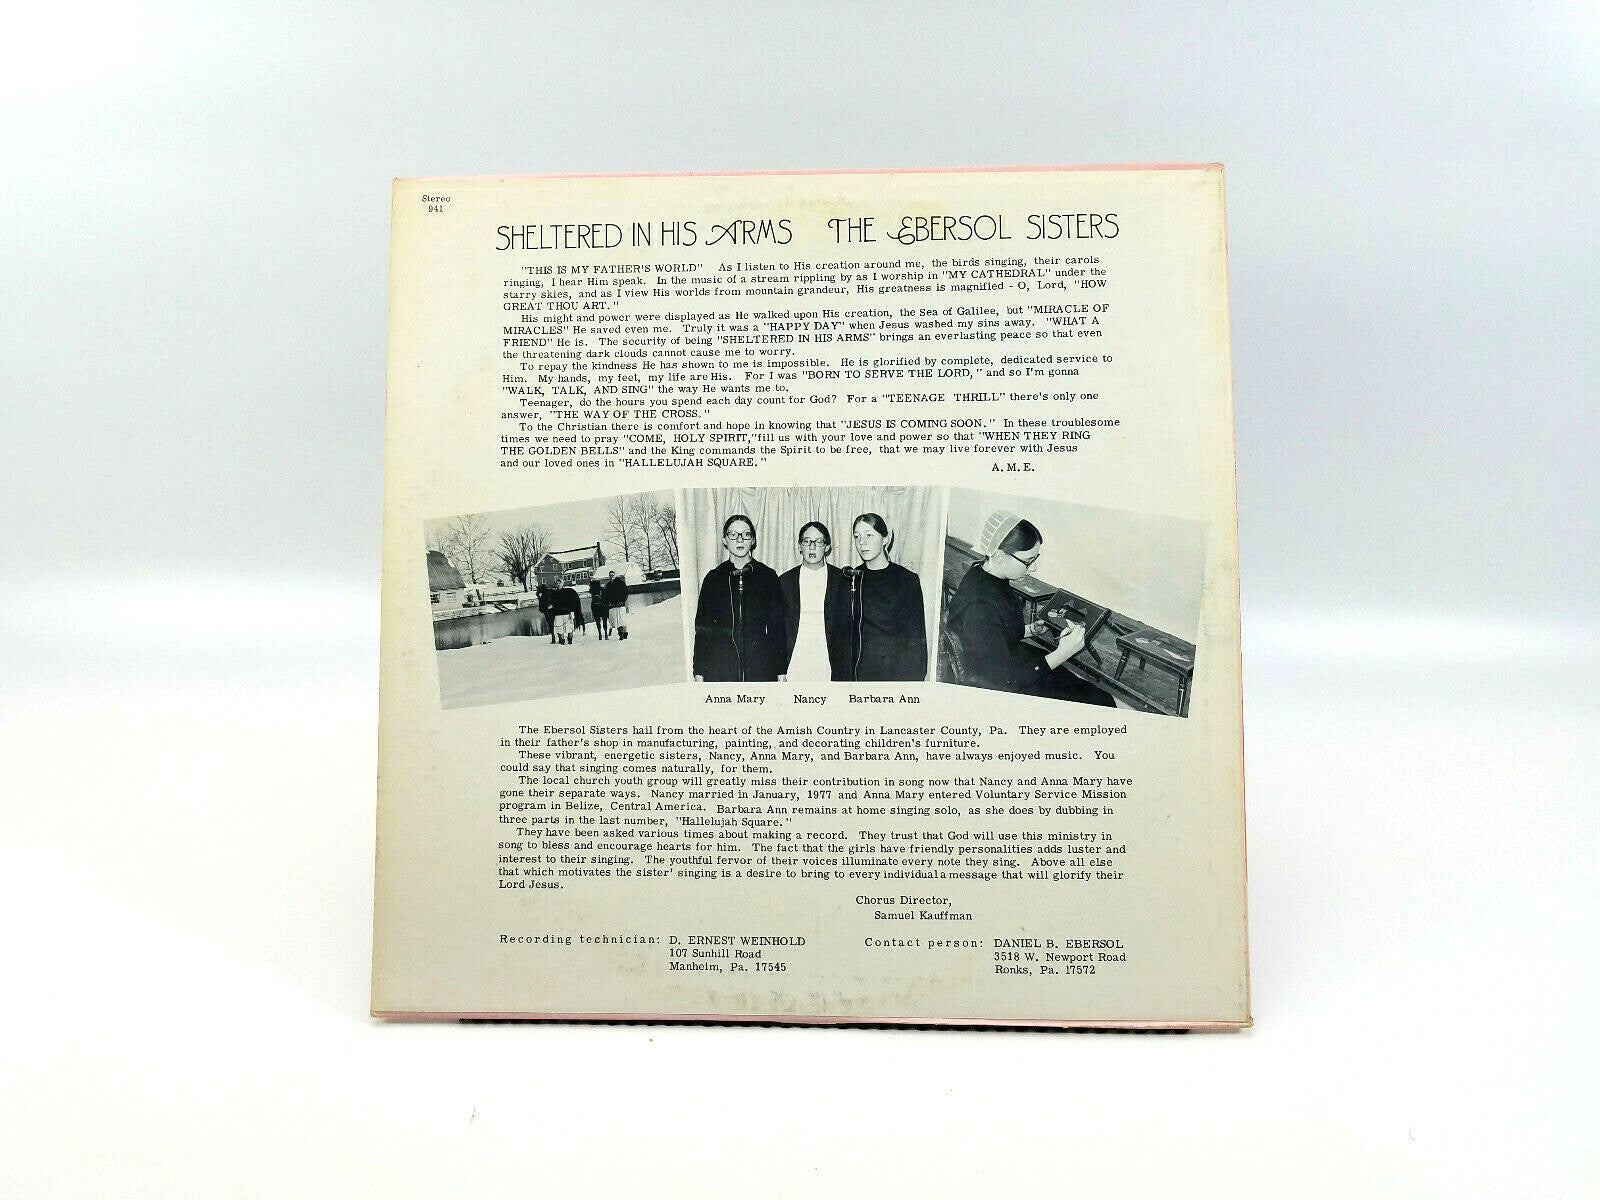 Stereo
941
SHELTERED IN HIS ARMS THE EBERSOL SISTERS
"THIS IS MY FATHER'S WORLD" As I listen to His creation around me, the birds singing, their carols
ringing, I hear Him speak. In the music of a stream rippling by as I worship in "MY CATHEDRAL" under the
starry skies, and as I view His worlds from mountain grandeur, His greatness is magnified - O, Lord, "HOW
GREAT THOU ART."
His might and power were displayed as He walked upon His creation, the Sea of Galilee, but "MIRACLE OF
MIRACLES" He saved even me. Truly it was a "HAPPY DAY" when Jesus washed my sins away. "WHAT A
FRIEND" He is. The security of being "SHELTERED IN HIS ARMS" brings an everlasting peace so that even
the threatening dark clouds cannot cause me to worry.
To repay the kindness He has shown to me is impossible. He is glorified by complete, dedicated service to
Him. My hands, my feet, my life are His. For I was "BORN TO SERVE THE LORD," and so I'm gonna
"WALK, TALK, AND SING" the way He wants me to.
Teenager, do the hours you spend each day count for God? For a "TEENAGE THRILL" there's only one
answer, "THE WAY OF THE CROSS."
To the Christian there is comfort and hope in knowing that "JESUS IS COMING SOON." In these troublesome
times we need to pray "COME, HOLY SPIRIT,"fill us with your love and power so that "WHEN THEY RING
THE GOLDEN BELLS" and the King commands the Spirit to be free, that we may live forever with Jesus
and our loved ones in "HALLELUJAH SQUARE."
A. M. E.
Anna Mary Nancy Barbara Ann
The Ebersol Sisters hail from the heart of the Amish Country in Lancaster County, Pa. They are employed
in their father's shop in manufacturing, painting, and decorating children's furniture.
These vibrant, energetic sisters, Nancy, Anna Mary, and Barbara Ann, have always enjoyed music. You
could say that singing comes naturally, for them.
The local church youth group will greatly miss their contribution in song now that Nancy and Anna Mary have
gone their separate ways. Nancy married in January, 1977 and Anna Mary entered Voluntary Service Mission
program in Belize, Central America. Barbara Ann remains at home singing solo, as she does by dubbing in
three parts in the last number, "Hallelujah Square."
They have been asked various times about making a record. They trust that God will use this ministry in
song to bless and encourage hearts for him. The fact that the girls have friendly personalities adds luster and
interest to their singing. The youthful fervor of their voices illuminate every note they sing. Above all else
that which motivates the sister' singing is a desire to bring to every individual a message that will glorify their
Lord Jesus.
Chorus Director,
Samuel Kauffman
Recording technician: D. ERNEST WEINHOLD
107 Sunhill Road
Manheim, Pa. 17545
Contact person: DANIEL B. EBERSOL
3518 W. Newport Road
Ronks, Pa. 17572